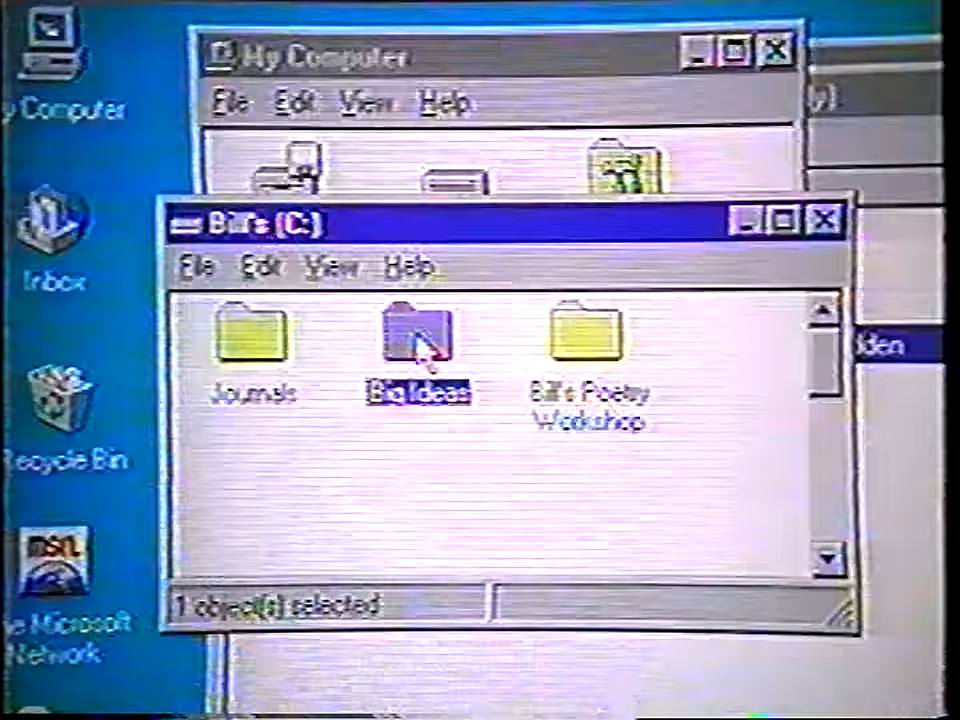 My Computer
File Edit View Help
y)
y Computer
Bill's (C:)
File Edit View Help
Inbox
Journals
Big Ideas
Bill's Poetry
Workshop
dden
Recycle Bin
msn
e Microsoft
Network
1 object(s) selected